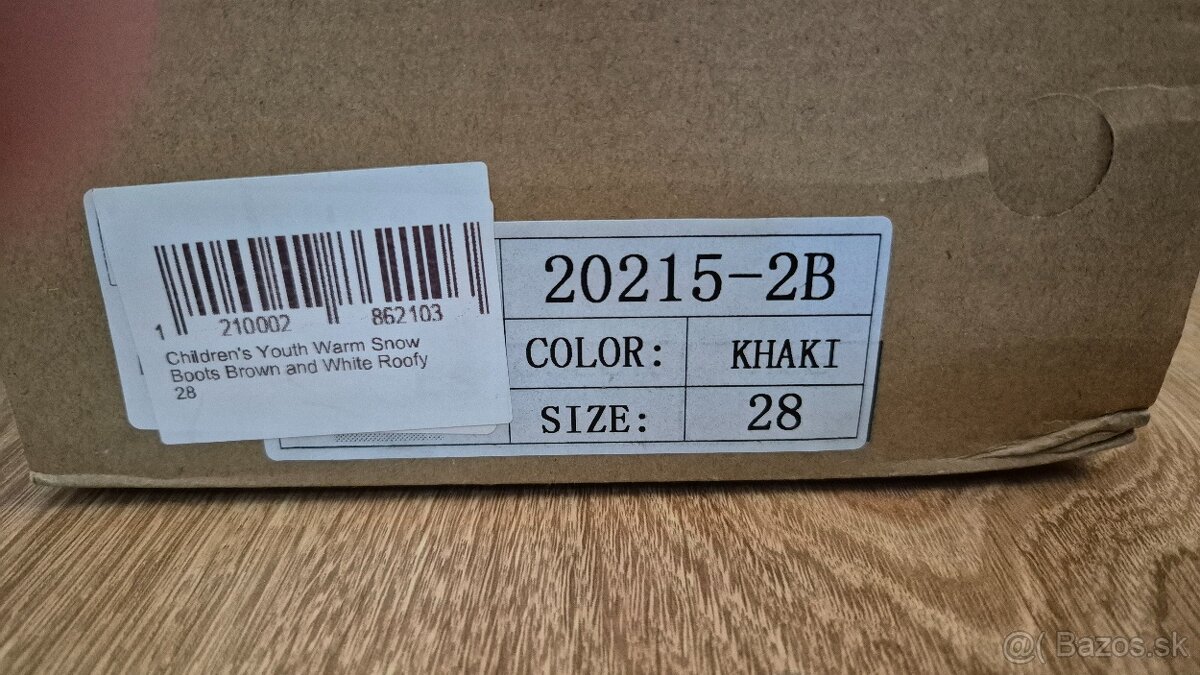 1 210002 862103
Children's Youth Warm Snow
Boots Brown and White Roofy
28
20215-2B
COLOR: KHAKI
SIZE: 28
@( Bazos.sk